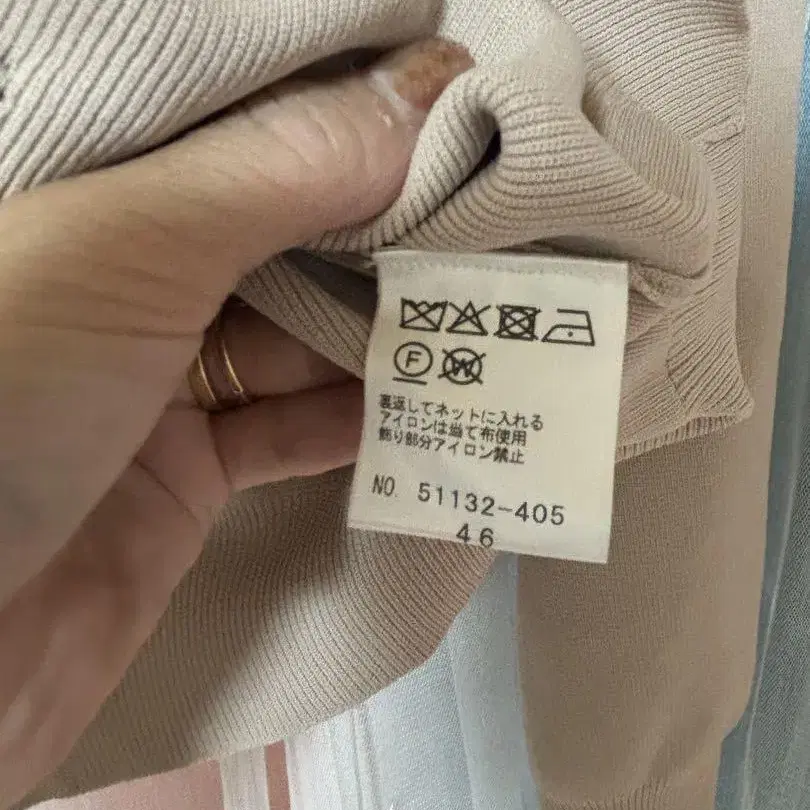 F W
裏返してネットに入れる
アイロンは当て布使用
飾り部分アイロン禁止
NO. 51132-405
46